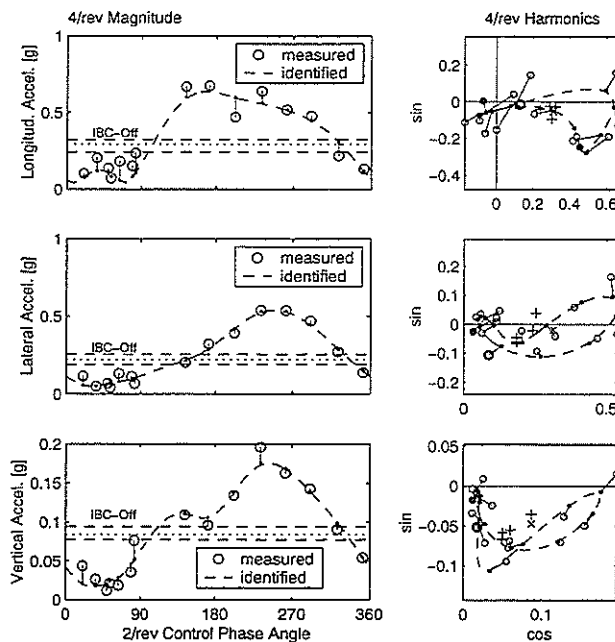 4/rev Magnitude
Longitud. Accel. [g]
1
0.5
0
measured
identified
IBC-Off
Lateral Accel. [g]
1
0.5
0
measured
identified
IBC-Off
Vertical Accel. [g]
0.2
0.15
0.1
0.05
0
IBC-Off
measured
identified
0 90 180 270 360
2/rev Control Phase Angle
4/rev Harmonics
sin
0.4
0.2
0
-0.2
-0.4
0 0.2 0.4 0.6
sin
0.2
0.1
0
-0.1
-0.2
0 0.5
sin
0
-0.05
-0.1
0 0.1
cos